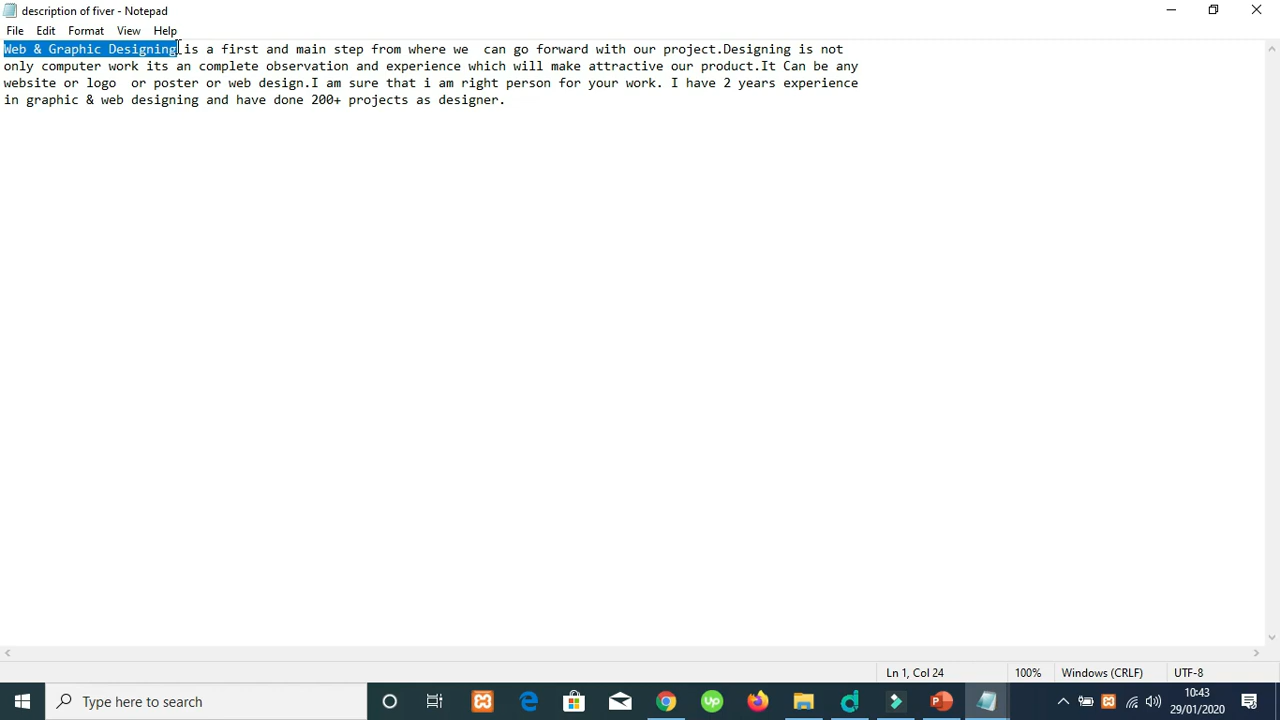 description of fiver - Notepad
File Edit Format View Help
Web & Graphic Designing is a first and main step from where we  can go forward with our project.Designing is not
only computer work its an complete observation and experience which will make attractive our product.It Can be any
website or logo  or poster or web design.I am sure that i am right person for your work. I have 2 years experience
in graphic & web designing and have done 200+ projects as designer.
Ln 1, Col 24 100% Windows (CRLF) UTF-8
Type here to search
Up
10:43
29/01/2020